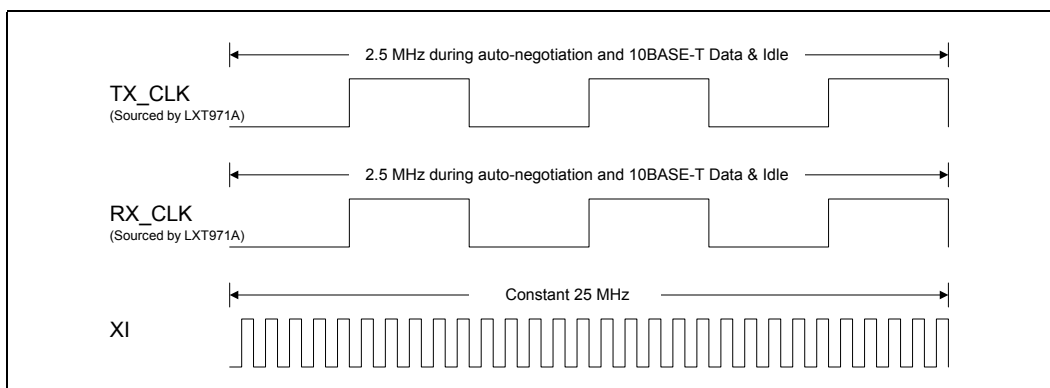 2.5 MHz during auto-negotiation and 10BASE-T Data & Idle
TX_CLK
(Sourced by LXT971A)
2.5 MHz during auto-negotiation and 10BASE-T Data & Idle
RX_CLK
(Sourced by LXT971A)
Constant 25 MHz
XI